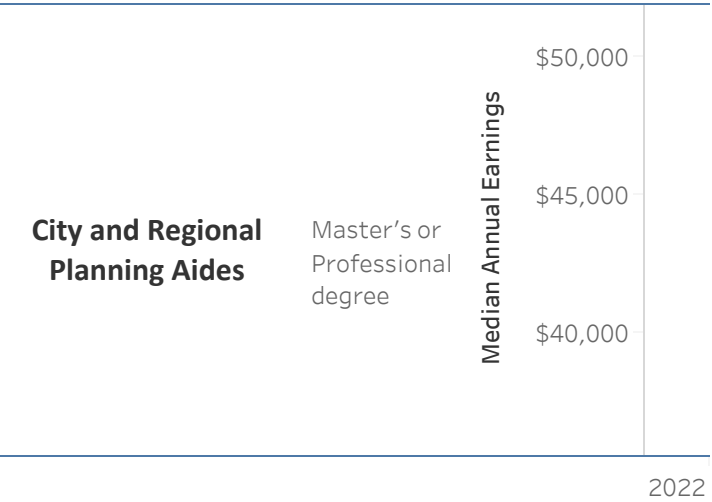 City and Regional
Planning Aides
Master's or
Professional
degree
Median Annual Earnings
$50,000
$45,000
$40,000
2022